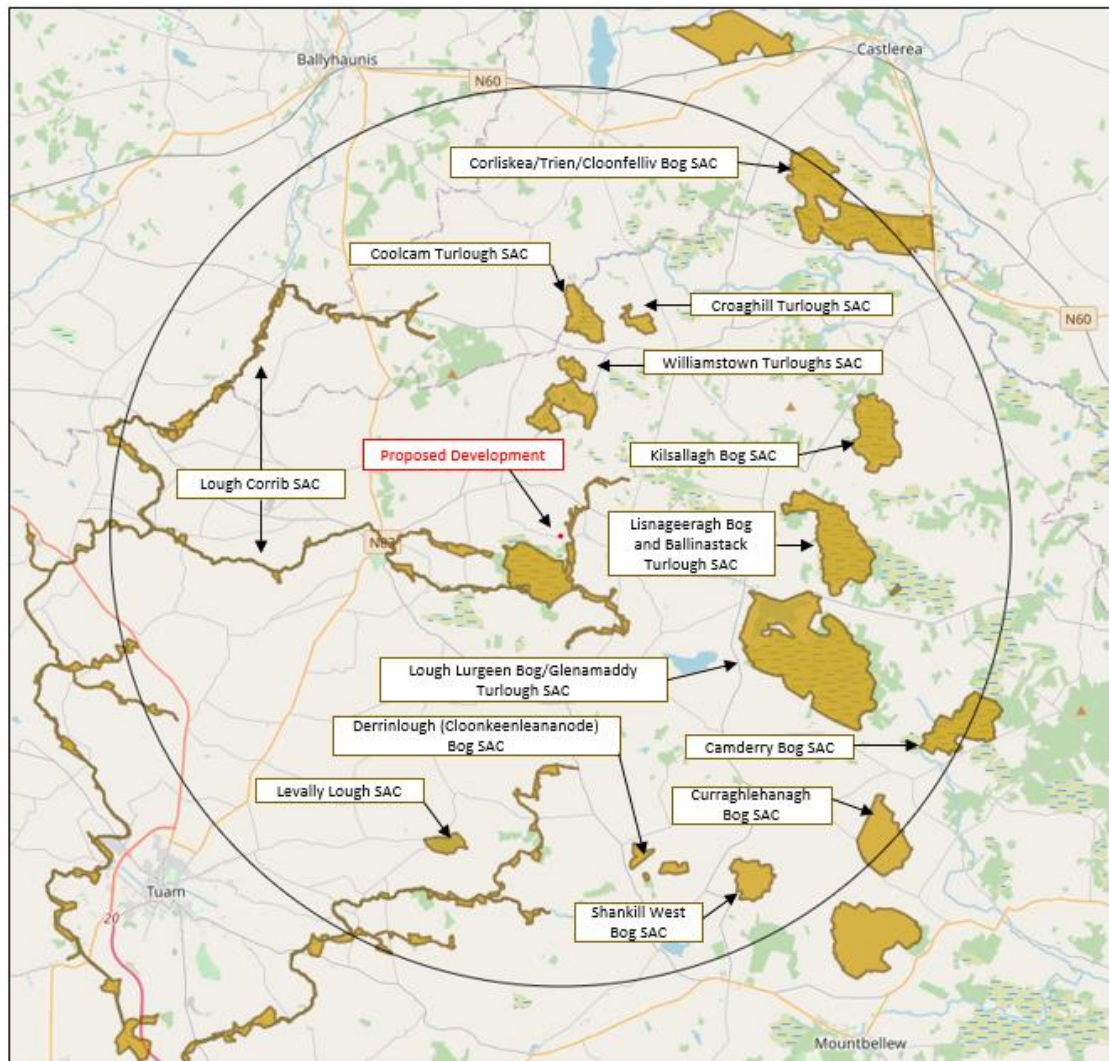 Castlerea
Ballyhaunis
N60
Corliskea/Trien/Cloonfelliv Bog SAC
Coolcam Turlough SAC
Croaghill Turlough SAC
N60
Williamstown Turloughs SAC
Proposed Development
Kilsallagh Bog SAC
Lough Corrib SAC
Lisnageeragh Bog
and Ballinastack
Turlough SAC
N83
Lough Lurgeen Bog/Glenamaddy
Turlough SAC
Derrinlough (Cloonkeenleananode)
Bog SAC
Camderry Bog SAC
Levally Lough SAC
Curraghlehanagh
Bog SAC
Tuam
20
Shankill West
Bog SAC
Mountbellew